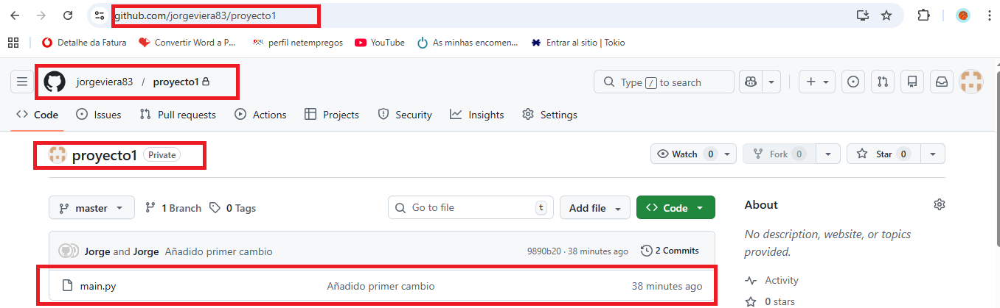 github.com/jorgeviera83/proyecto1
Detalhe da Fatura Convertir Word a P... perfil netempregos YouTube As minhas encomen... Entrar al sitio | Tokio
jorgeviera83 / proyecto1 Type / to search
Code Issues Pull requests Actions Projects Security Insights Settings
proyecto1 Private Watch 0 Fork 0 Star 0
master 1 Branch 0 Tags Go to file t Add file Code
About
No description, website, or topics
provided.
Jorge and Jorge Añadido primer cambio 9890b20 · 38 minutes ago 2 Commits
main.py Añadido primer cambio 38 minutes ago
Activity
0 stars